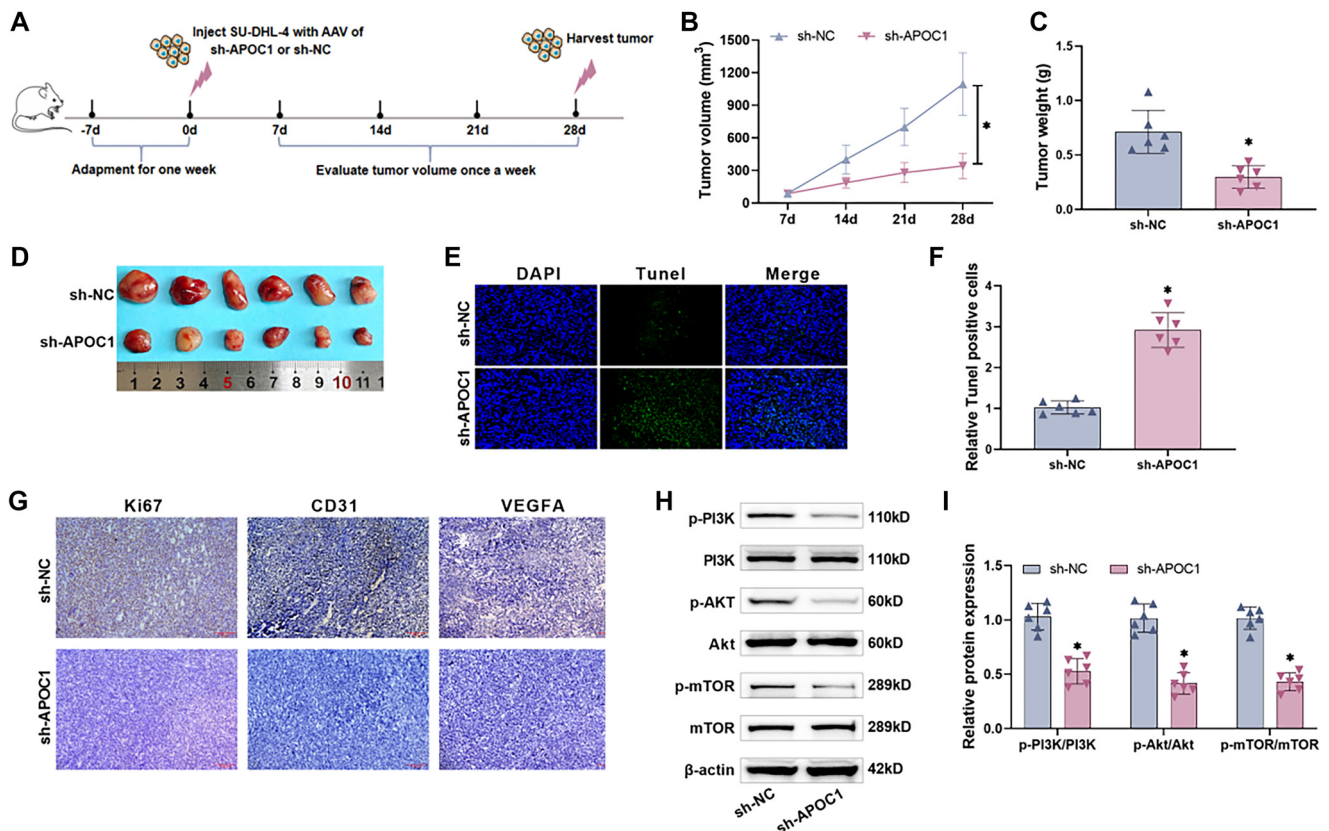 A
Inject SU-DHL-4 with AAV of
sh-APOC1 or sh-NC
Harvest tumor
-7d
0d
7d
14d
21d
28d
Adapment for one week
Evaluate tumor volume once a week
B
sh-NC
sh-APOC1
Tumor volume (mm³)
1500
1200
900
600
300
0
*
7d
14d
21d
28d
C
Tumor weight (g)
1.5
1.0
0.5
0.0
*
sh-NC
sh-APOC1
D
sh-NC
sh-APOC1
1 2 3 4 5 6 7 8 9 10 11 1
E
DAPI
Tunel
Merge
sh-NC
sh-APOC1
F
Relative Tunel positive cells
4
3
2
1
0
*
sh-NC
sh-APOC1
G
Ki67
CD31
VEGFA
sh-NC
sh-APOC1
H
p-PI3K
110kD
PI3K
110kD
p-AKT
60kD
Akt
60kD
p-mTOR
289kD
mTOR
289kD
β-actin
42kD
sh-NC
sh-APOC1
I
sh-NC
sh-APOC1
Relative protein expression
1.5
1.0
0.5
0.0
*
*
*
p-PI3K/PI3K
p-Akt/Akt
p-mTOR/mTOR